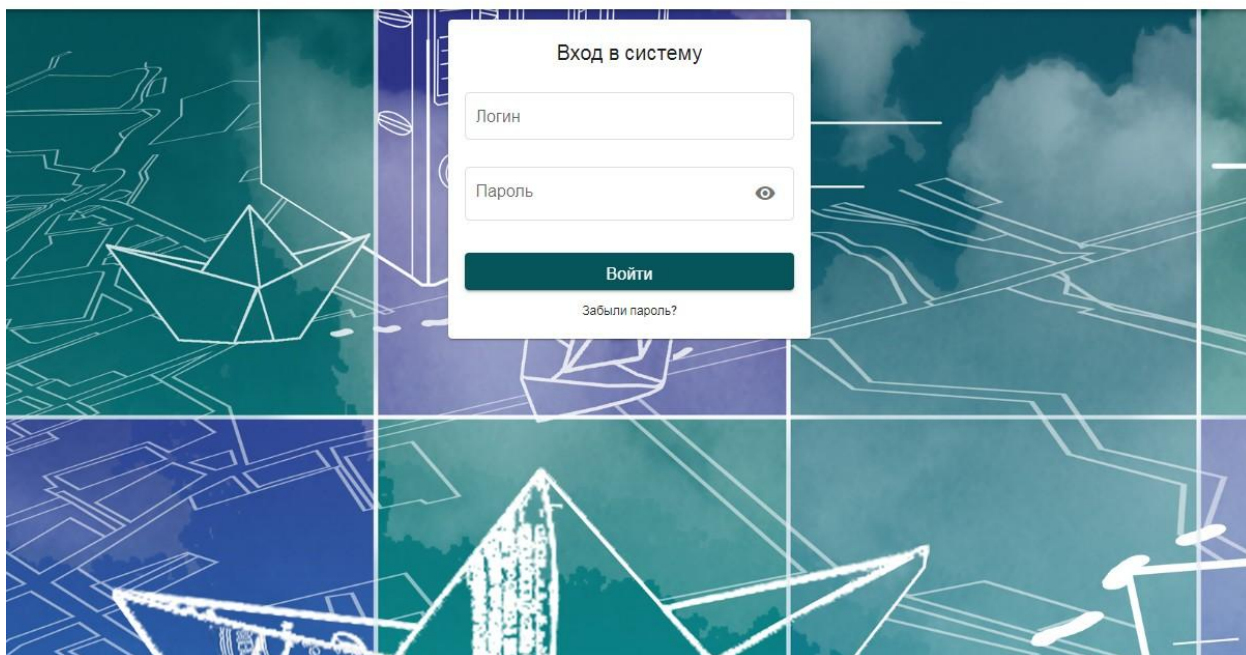 Вход в систему
Логин
Пароль
Войти
Забыли пароль?